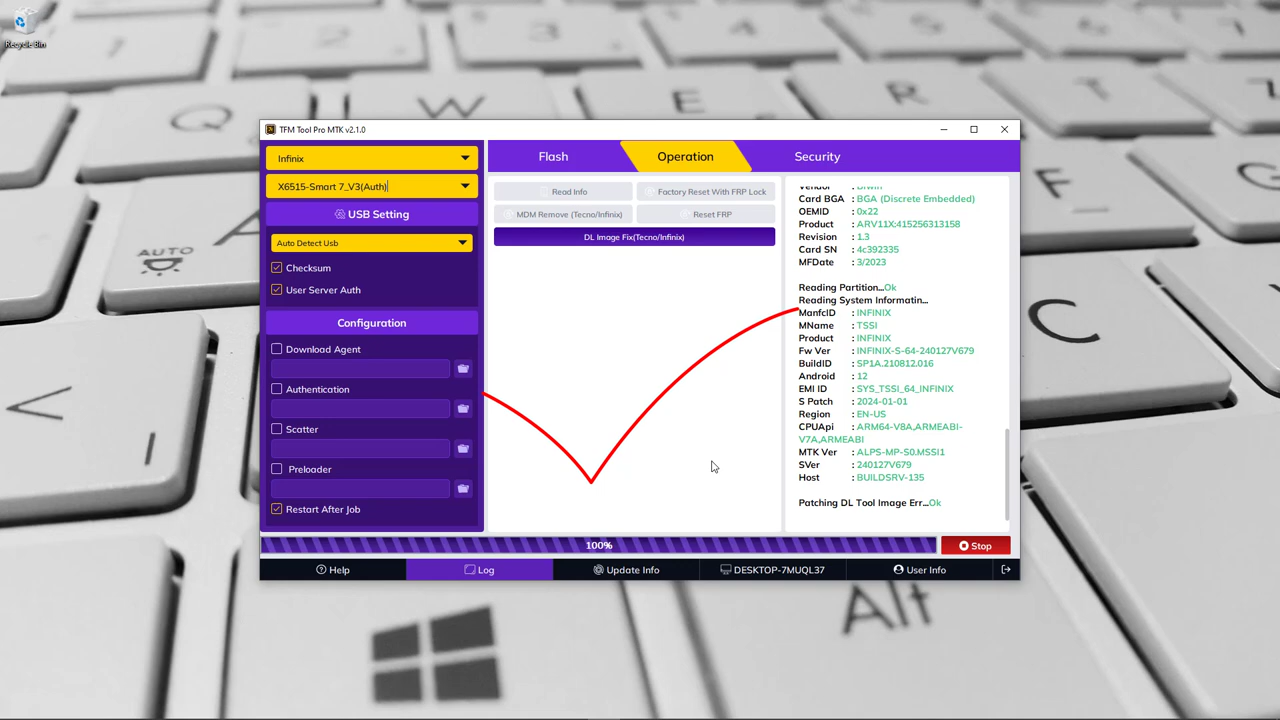 Recycle Bin
TFM Tool Pro MTK v2.1.0
Infinix
X6515-Smart 7_V3(Auth)
USB Setting
Auto Detect Usb
Checksum
User Server Auth
Configuration
Download Agent
Authentication
Scatter
Preloader
Restart After Job
Flash
Operation
Security
Read Info
Factory Reset With FRP Lock
MDM Remove (Tecno/Infinix)
Reset FRP
DL Image Fix(Tecno/Infinix)
Vendor : Biwin
Card BGA : BGA (Discrete Embedded)
OEMID : 0x22
Product : ARV11X:415256313158
Revision : 1.3
Card SN : 4c392335
MFDate : 3/2023
Reading Partition...Ok
Reading System Informatin...
ManfcID : INFINIX
MName : TSSI
Product : INFINIX
Fw Ver : INFINIX-S-64-240127V679
BuildID : SP1A.210812.016
Android : 12
EMI ID : SYS_TSSI_64_INFINIX
S Patch : 2024-01-01
Region : EN-US
CPUApi : ARM64-V8A,ARMEABI-
V7A,ARMEABI
MTK Ver : ALPS-MP-S0.MSSI1
SVer : 240127V679
Host : BUILDSRV-135
Patching DL Tool Image Err...Ok
100%
Stop
Help
Log
Update Info
DESKTOP-7MUQL37
User Info
Q
W
E
R
A
AUTO
C
Alt